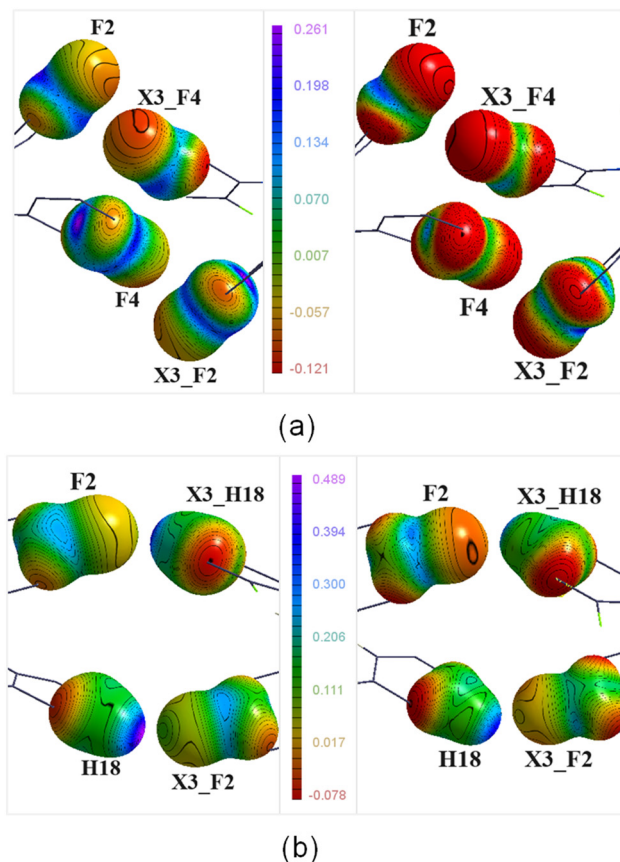 F2
X3_F4
F4
X3_F2
0.261
0.198
0.134
0.070
0.007
-0.057
-0.121
F2
X3_F4
F4
X3_F2
(a)
F2
X3_H18
H18
X3_F2
0.489
0.394
0.300
0.206
0.111
0.017
-0.078
F2
X3_H18
H18
X3_F2
(b)